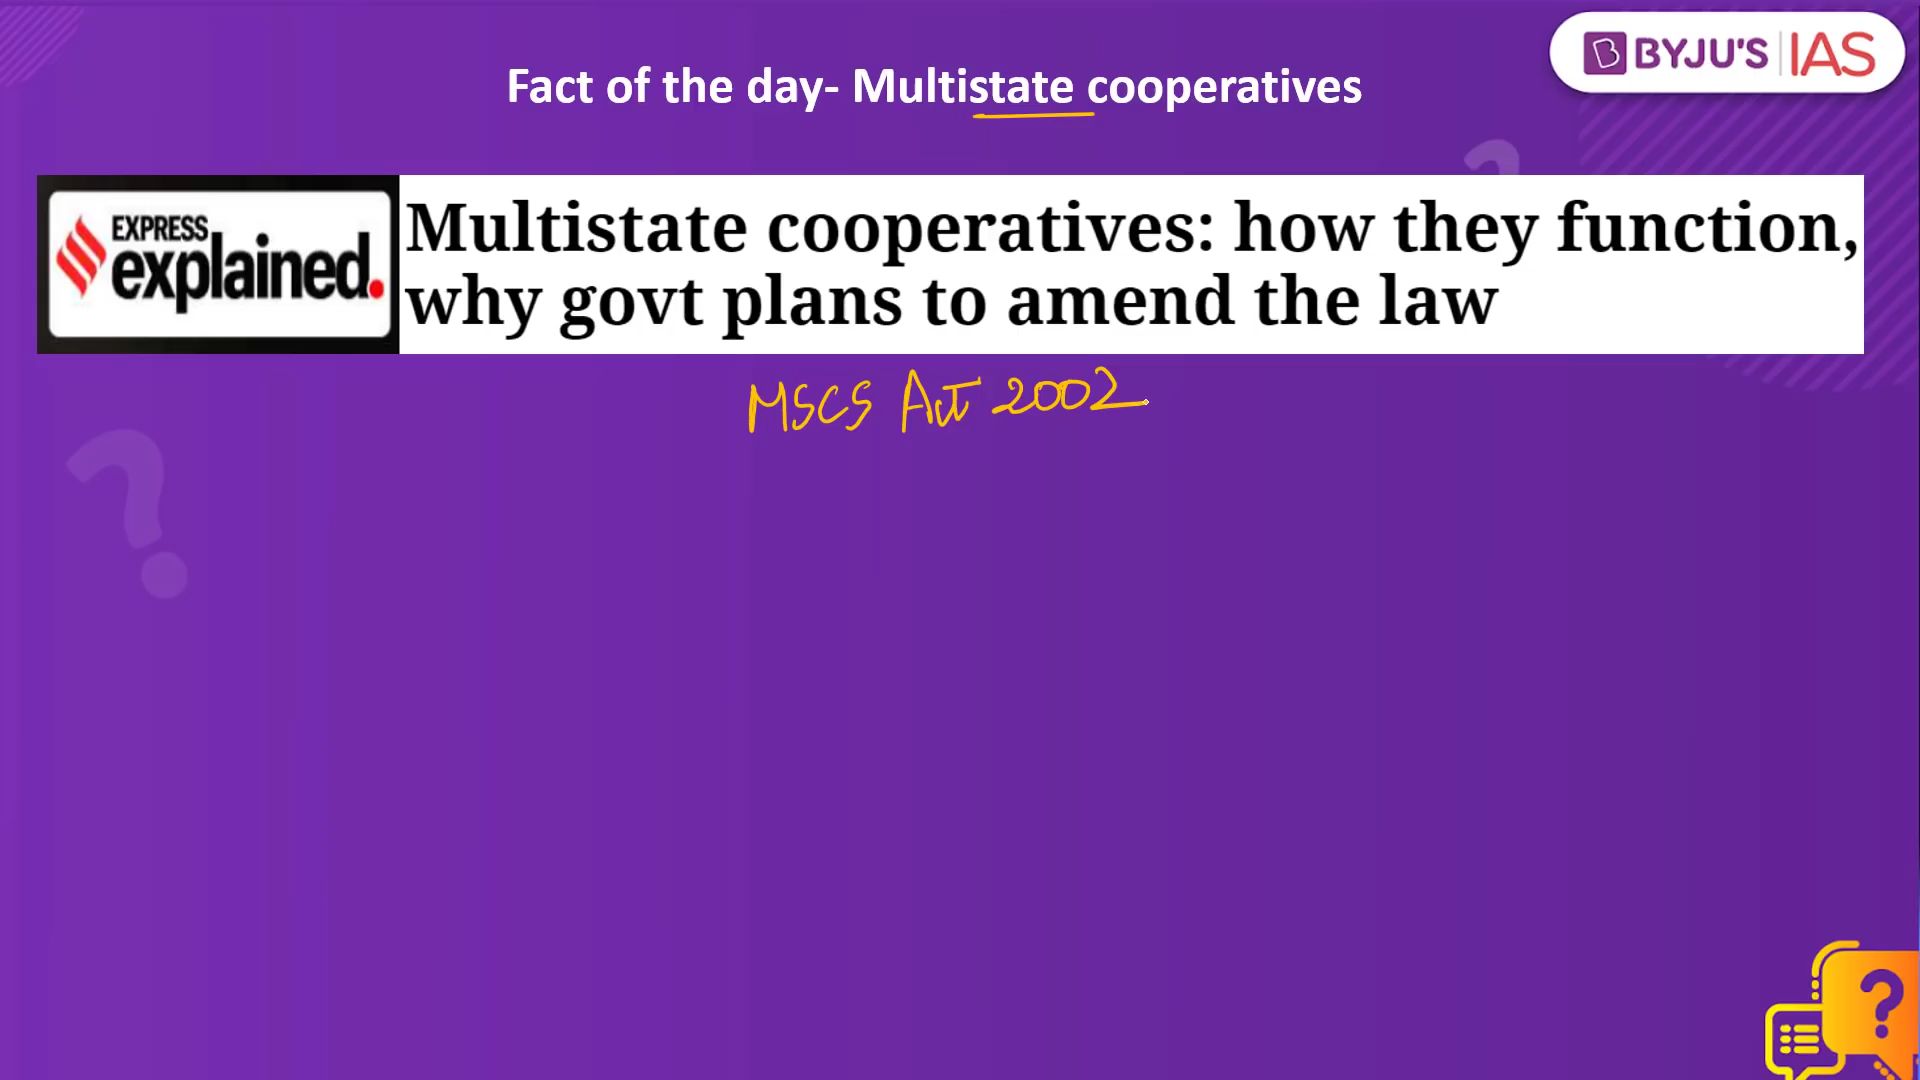 BYJU'S IAS
Fact of the day- Multistate cooperatives
EXPRESS
explained.
Multistate cooperatives: how they function,
why govt plans to amend the law
MSCS Act 2002